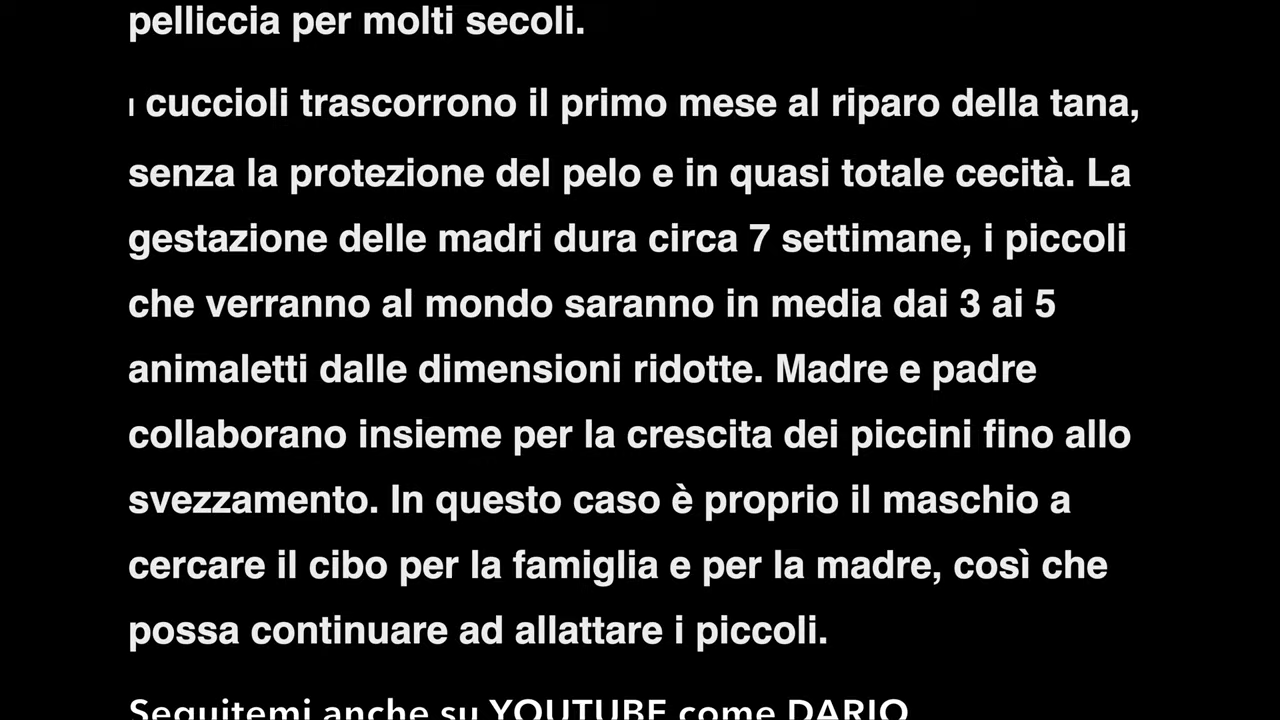 pelliccia per molti secoli.
I cuccioli trascorrono il primo mese al riparo della tana,
senza la protezione del pelo e in quasi totale cecità. La
gestazione delle madri dura circa 7 settimane, i piccoli
che verranno al mondo saranno in media dai 3 ai 5
animaletti dalle dimensioni ridotte. Madre e padre
collaborano insieme per la crescita dei piccini fino allo
svezzamento. In questo caso è proprio il maschio a
cercare il cibo per la famiglia e per la madre, così che
possa continuare ad allattare i piccoli.
Seguitemi anche su YOUTUBE come DARIO